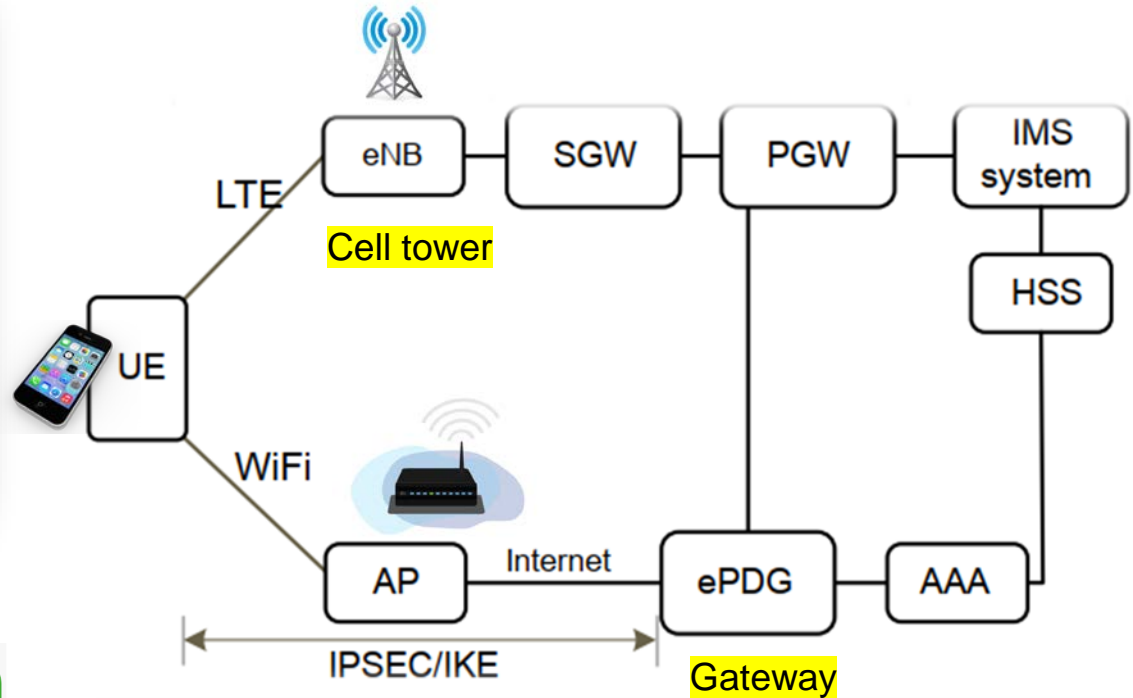 eNB
SGW
PGW
IMS
system
LTE
Cell tower
HSS
UE
WiFi
AP
Internet
ePDG
AAA
IPSEC/IKE
Gateway